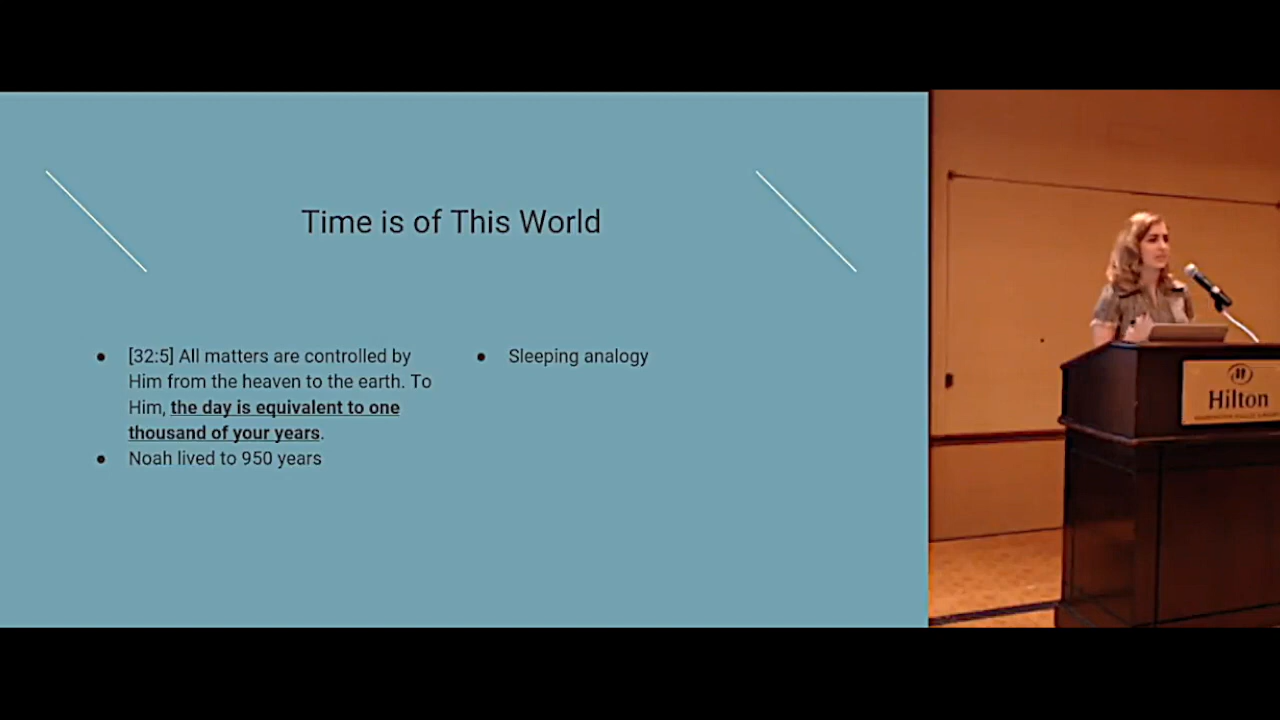 Time is of This World
● [32:5] All matters are controlled by
Him from the heaven to the earth. To
Him, the day is equivalent to one
thousand of your years.
● Noah lived to 950 years
● Sleeping analogy
Hilton